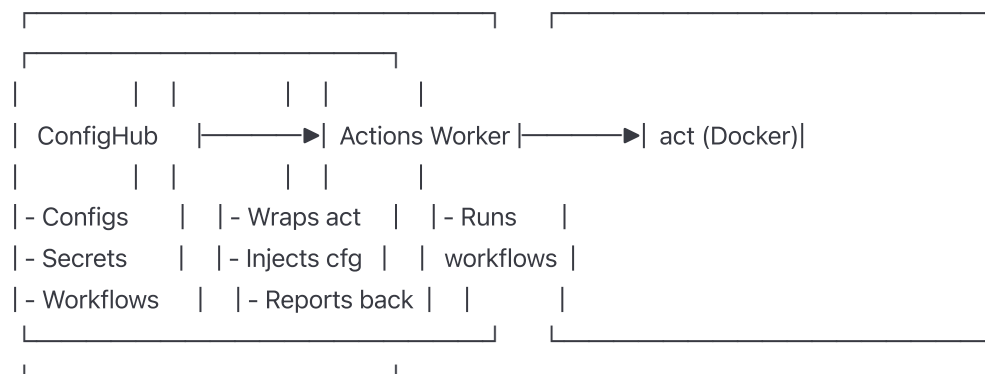 ┌─────────────────┐  ┌─────────────────
┌──────────────┐
│ │ │ │ │ │
│ ConfigHub │─────▶│ Actions Worker│─────▶│ act (Docker)│
│ │ │ │ │ │
│- Configs │ │- Wraps act │ │- Runs │
│- Secrets │ │- Injects cfg │ │ workflows │
│- Workflows │ │- Reports back │ │ │
└─────────────────┘  └─────────────────